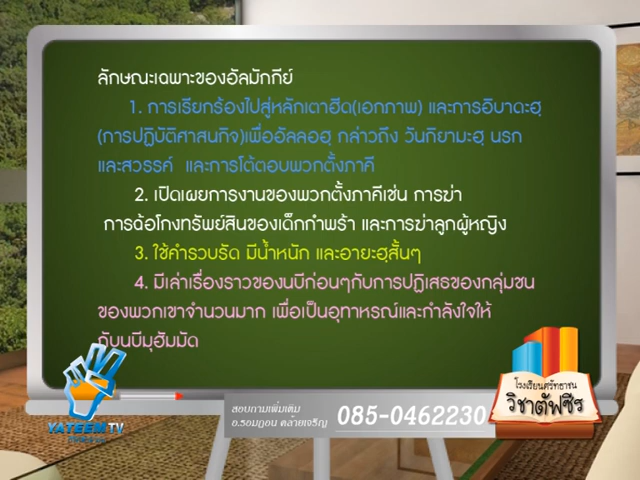 ลักษณะเฉพาะของอัลมักกีย์
1. การเรียกร้องไปสู่หลักเตาฮีด(เอกภาพ) และการอิบาดะฮฺ
(การปฏิบัติศาสนกิจ)เพื่ออัลลอฮฺ กล่าวถึง วันกิยามะฮฺ นรก
และสวรรค์ และการโต้ตอบพวกตั้งภาคี
2. เปิดเผยการงานของพวกตั้งภาคีเช่น การฆ่า
การฉ้อโกงทรัพย์สินของเด็กกำพร้า และการฆ่าลูกผู้หญิง
3. ใช้คำรวบรัด มีน้ำหนัก และอายะฮฺสั้นๆ
4. มีเล่าเรื่องราวของนบีก่อนๆกับการปฏิเสธของกลุ่มชน
ของพวกเขาจำนวนมาก เพื่อเป็นอุทาหรณ์และกำลังใจให้
กับนบีมุฮัมมัด
YATEEM TV
โรงเรียนศรัทธาชน
วิชาตัฟซีร
สอบถามเพิ่มเติม
อ.รอมฎอน คลายเจริญ
085-0462230